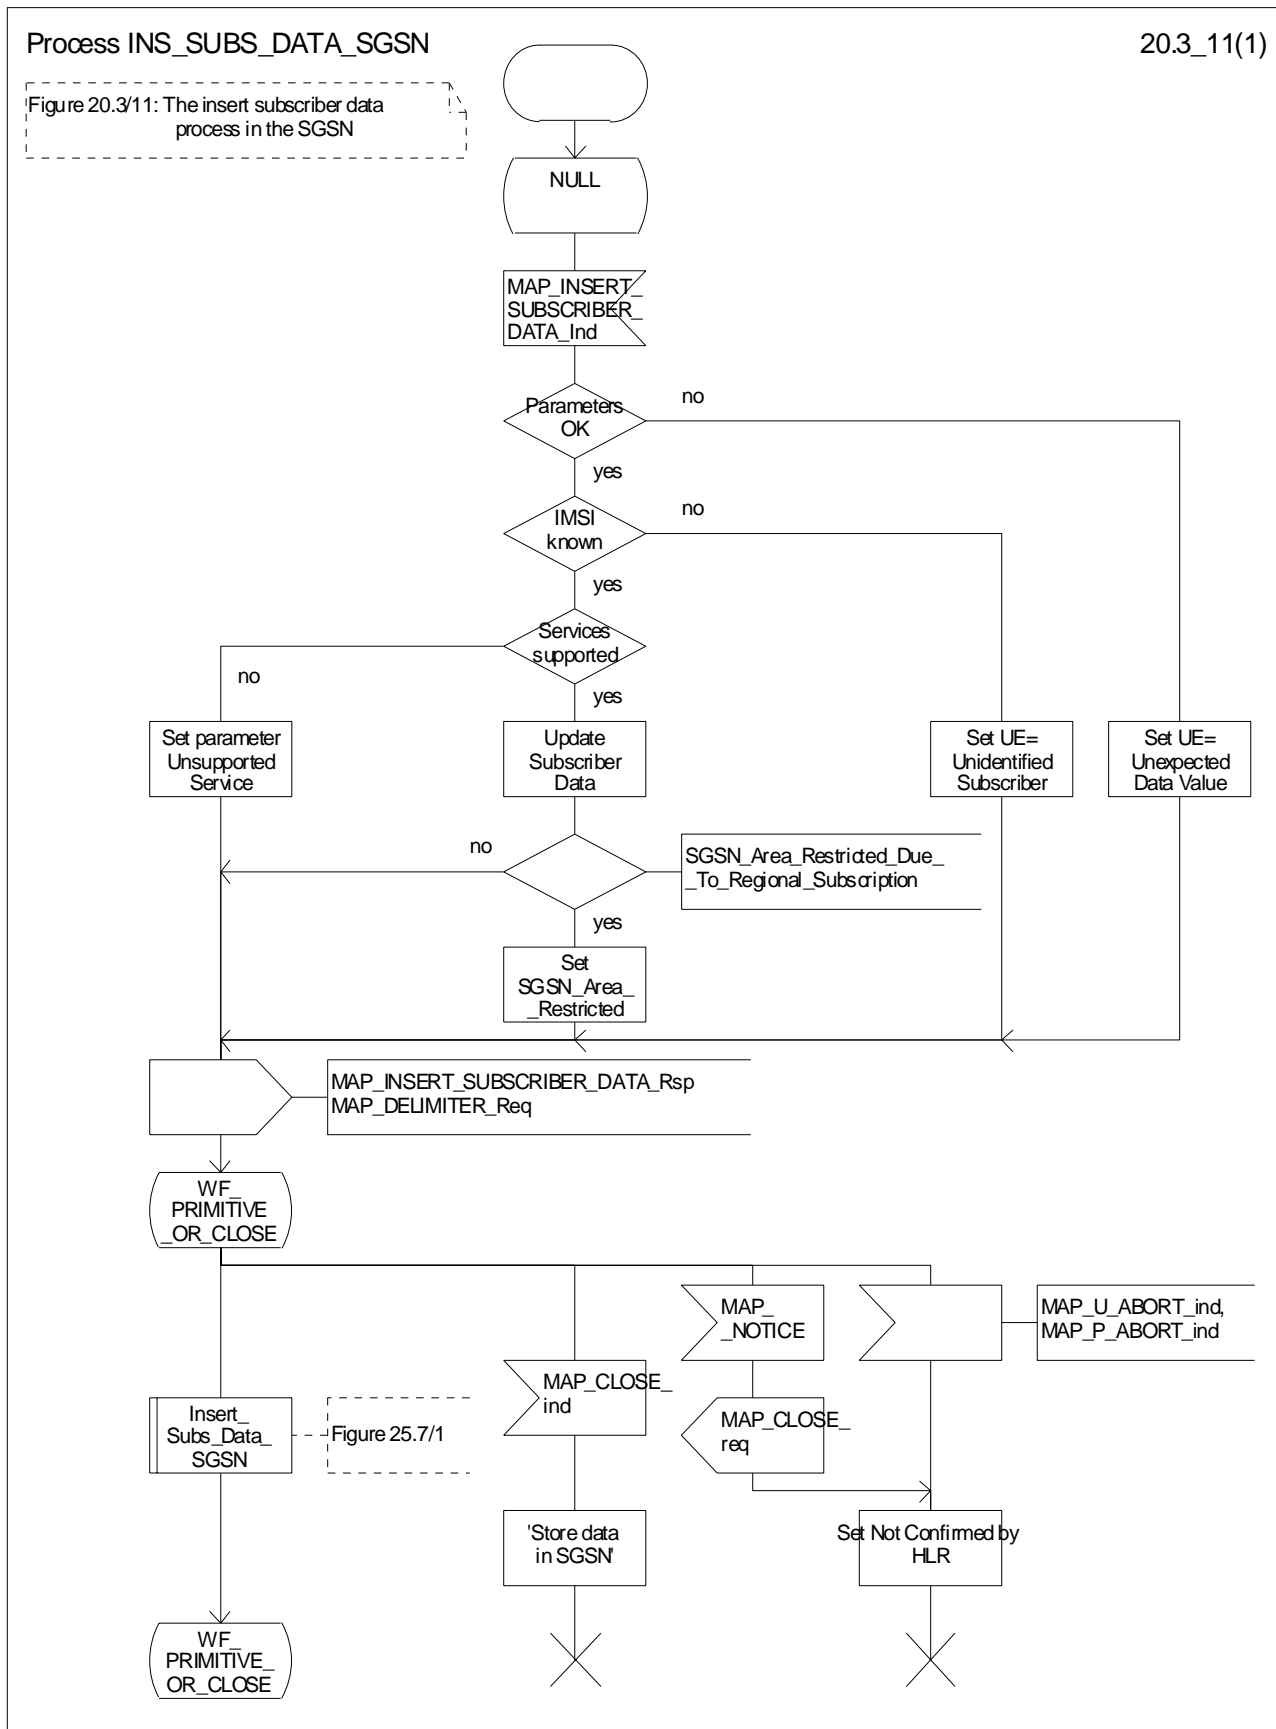 Process INS_SUBS_DATA_SGSN
20.3_11(1)
Figure 20.3/11: The insert subscriber data
process in the SGSN
NULL
MAP_INSERT_
SUBSCRIBER_
DATA_Ind
Parameters
OK
no
yes
IMSI
known
no
yes
Services
supported
no
yes
Set parameter
Unsupported
Service
Update
Subscriber
Data
Set UE=
Unidentified
Subscriber
Set UE=
Unexpected
Data Value
no
SGSN_Area_Restricted_Due_
_To_Regional_Subscription
yes
Set
SGSN_Area_
_Restricted
MAP_INSERT_SUBSCRIBER_DATA_Rsp
MAP_DELIMITER_Req
WF_
PRIMITIVE
_OR_CLOSE
MAP_
_NOTICE
MAP_U_ABORT_ind,
MAP_P_ABORT_ind
MAP_CLOSE_
ind
Insert_
Subs_Data_
SGSN
Figure 25.7/1
MAP_CLOSE_
req
'Store data
in SGSN'
Set Not Confirmed by
HLR
WF_
PRIMITIVE_
OR_CLOSE